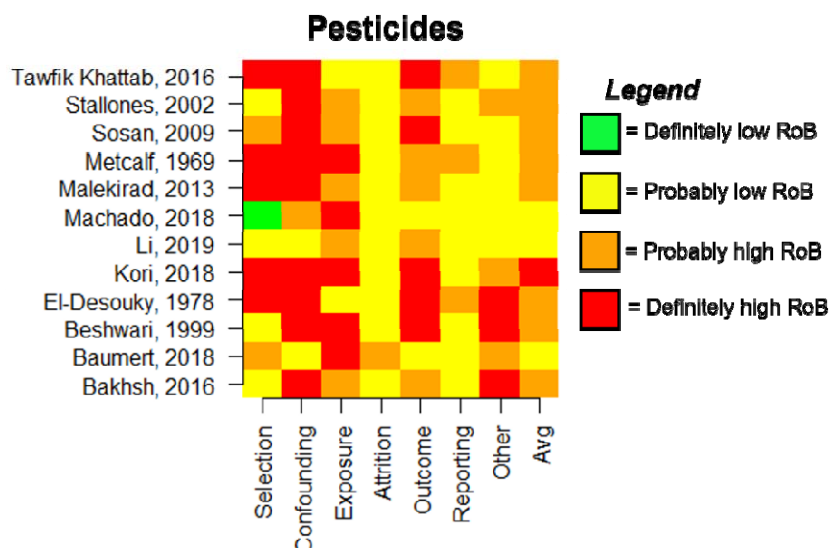 Pesticides
Tawfik Khattab, 2016
Stallones, 2002
Sosan, 2009
Metcalf, 1969
Malekirad, 2013
Machado, 2018
Li, 2019
Kori, 2018
El-Desouky, 1978
Beshwari, 1999
Baumert, 2018
Bakhsh, 2016
Selection
Confounding
Exposure
Attrition
Outcome
Reporting
Other
Avg
Legend
= Definitely low RoB
= Probably low RoB
= Probably high RoB
= Definitely high RoB